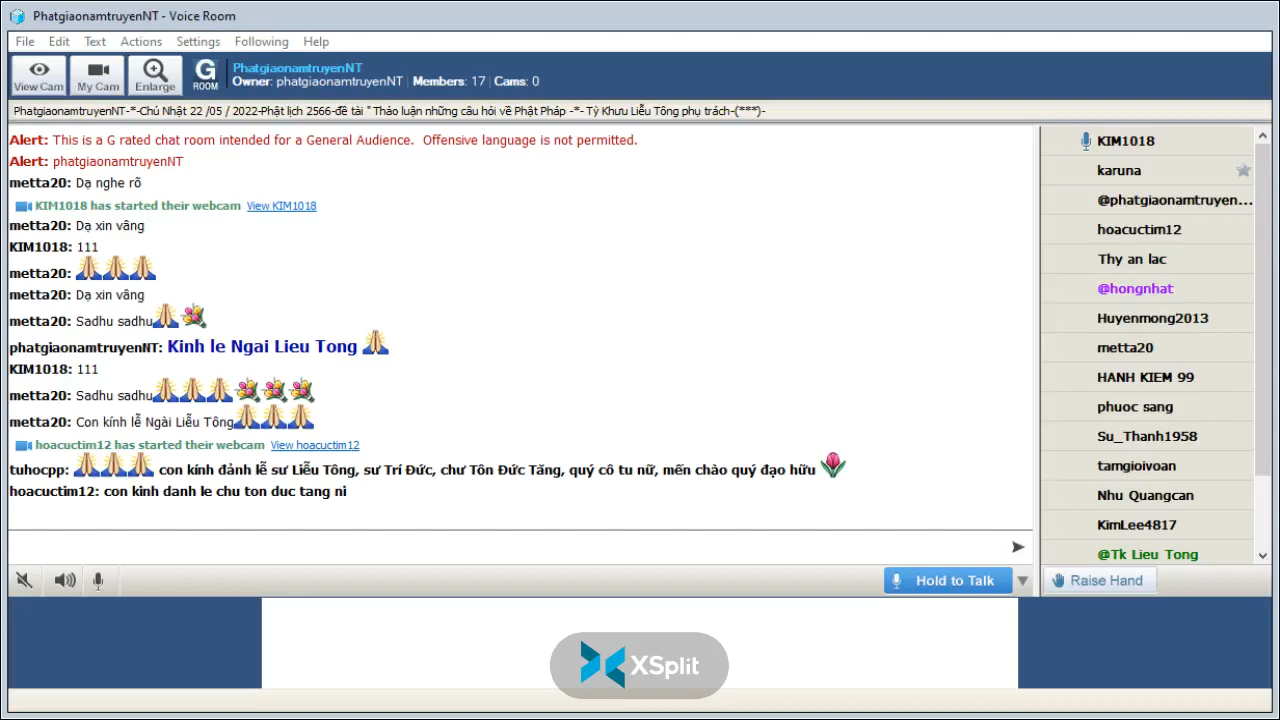 PhatgiaonamtruyenNT - Voice Room
File Edit Text Actions Settings Following Help
View Cam My Cam Enlarge G ROOM
PhatgiaonamtruyenNT
Owner: phatgiaonamtruyenNT | Members: 17 | Cams: 0
PhatgiaonamtruyenNT-*-Chủ Nhật 22 /05 / 2022-Phật lịch 2566-đề tài " Thảo luận những câu hỏi về Phật Pháp -*- Tỳ Khưu Liễu Tông phụ trách-{***}-
Alert: This is a G rated chat room intended for a General Audience. Offensive language is not permitted.
Alert: phatgiaonamtruyenNT
metta20: Dạ nghe rõ
KIM1018 has started their webcam View KIM1018
metta20: Dạ xin vâng
KIM1018: 111
metta20:
metta20: Dạ xin vâng
metta20: Sadhu sadhu
phatgiaonamtruyenNT: Kinh le Ngai Lieu Tong
KIM1018: 111
metta20: Sadhu sadhu
metta20: Con kính lễ Ngài Liễu Tông
hoacuctim12 has started their webcam View hoacuctim12
tuhocpp: con kính đảnh lễ sư Liễu Tông, sư Trí Đức, chư Tôn Đức Tăng, quý cô tu nữ, mến chào quý đạo hữu
hoacuctim12: con kinh danh le chu ton duc tang ni
KIM1018
karuna
@phatgiaonamtruyen...
hoacuctim12
Thy an lac
@hongnhat
Huyenmong2013
metta20
HANH KIEM 99
phuoc sang
Su_Thanh1958
tamgioivoan
Nhu Quangcan
KimLee4817
@Tk Lieu Tong
Hold to Talk
Raise Hand
XSplit